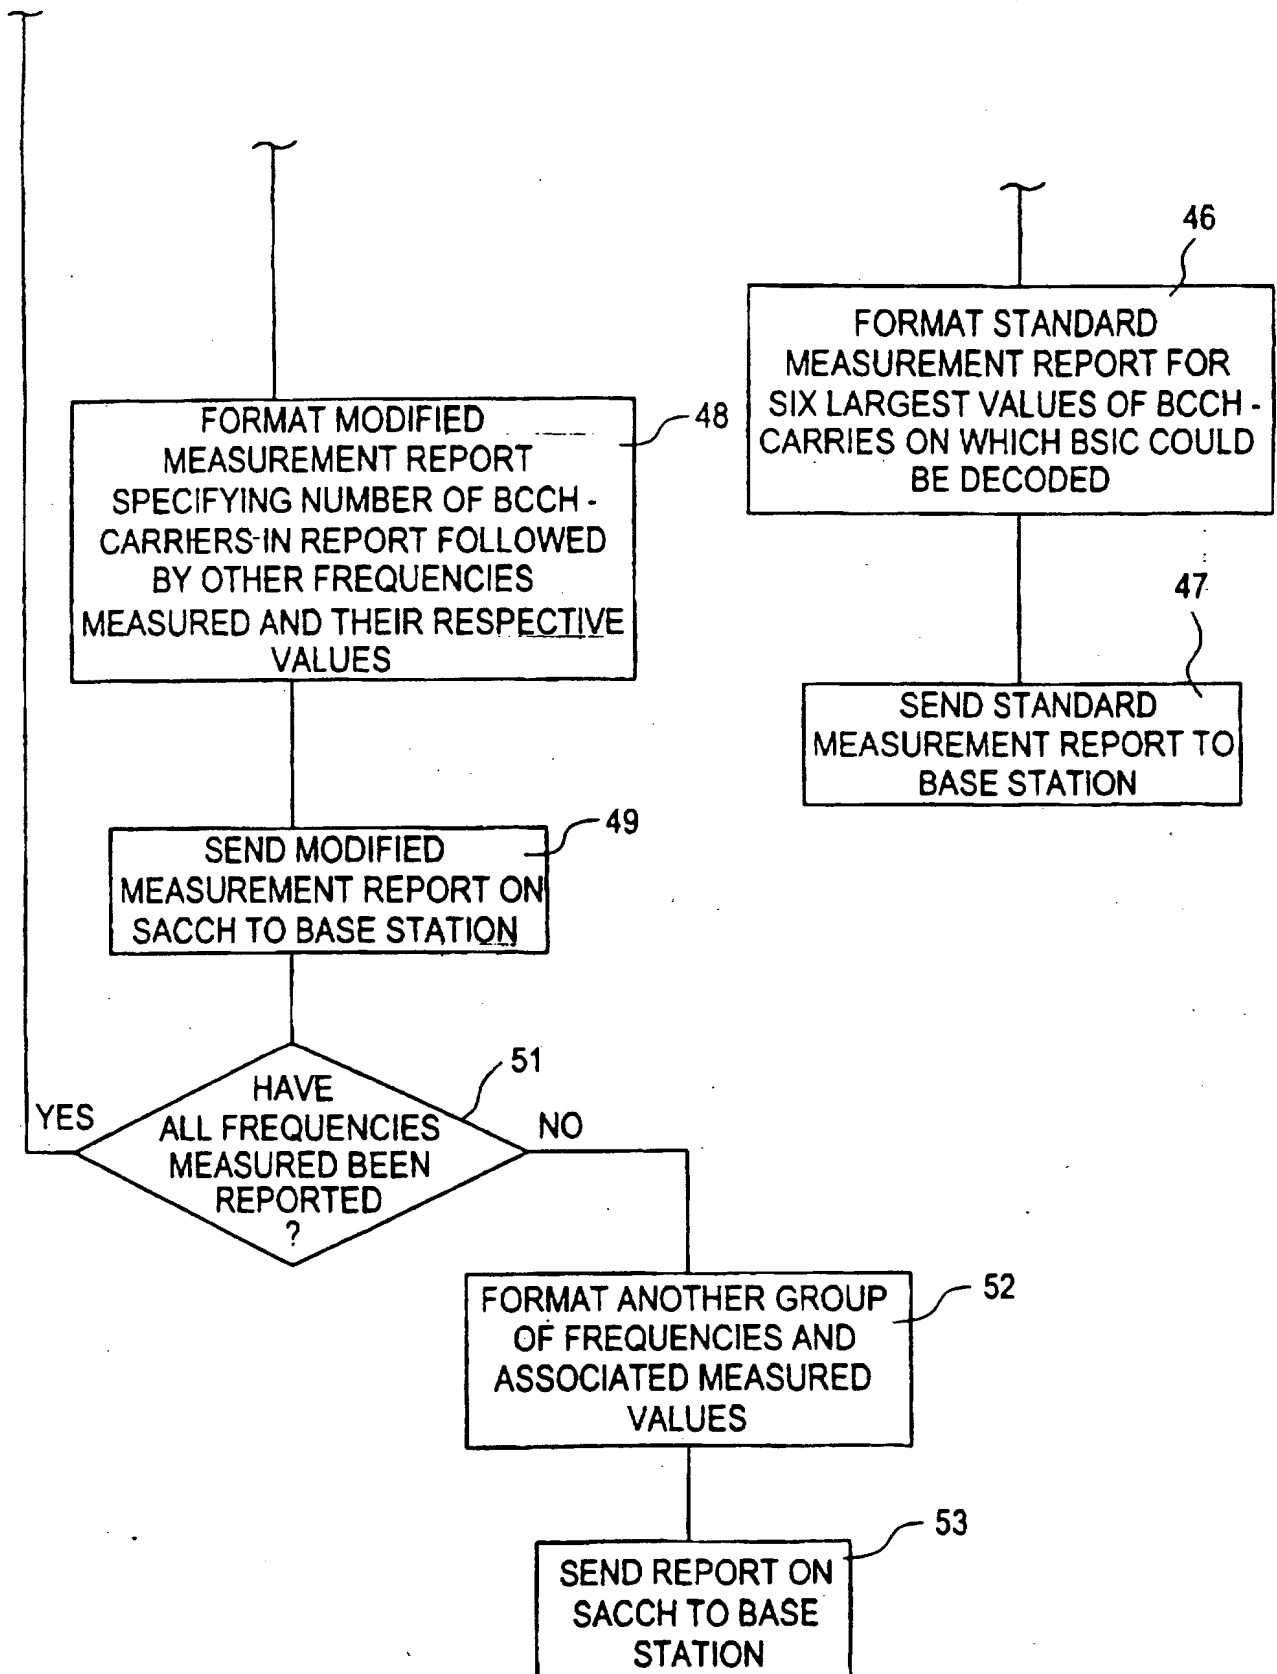 46
FORMAT STANDARD
MEASUREMENT REPORT FOR
SIX LARGEST VALUES OF BCCH -
CARRIES ON WHICH BSIC COULD
BE DECODED
47
SEND STANDARD
MEASUREMENT REPORT TO
BASE STATION
48
FORMAT MODIFIED
MEASUREMENT REPORT
SPECIFYING NUMBER OF BCCH -
CARRIERS-IN REPORT FOLLOWED
BY OTHER FREQUENCIES
MEASURED AND THEIR RESPECTIVE
VALUES
49
SEND MODIFIED
MEASUREMENT REPORT ON
SACCH TO BASE STATION
51
HAVE
ALL FREQUENCIES
MEASURED BEEN
REPORTED
?
YES
NO
52
FORMAT ANOTHER GROUP
OF FREQUENCIES AND
ASSOCIATED MEASURED
VALUES
53
SEND REPORT ON
SACCH TO BASE
STATION